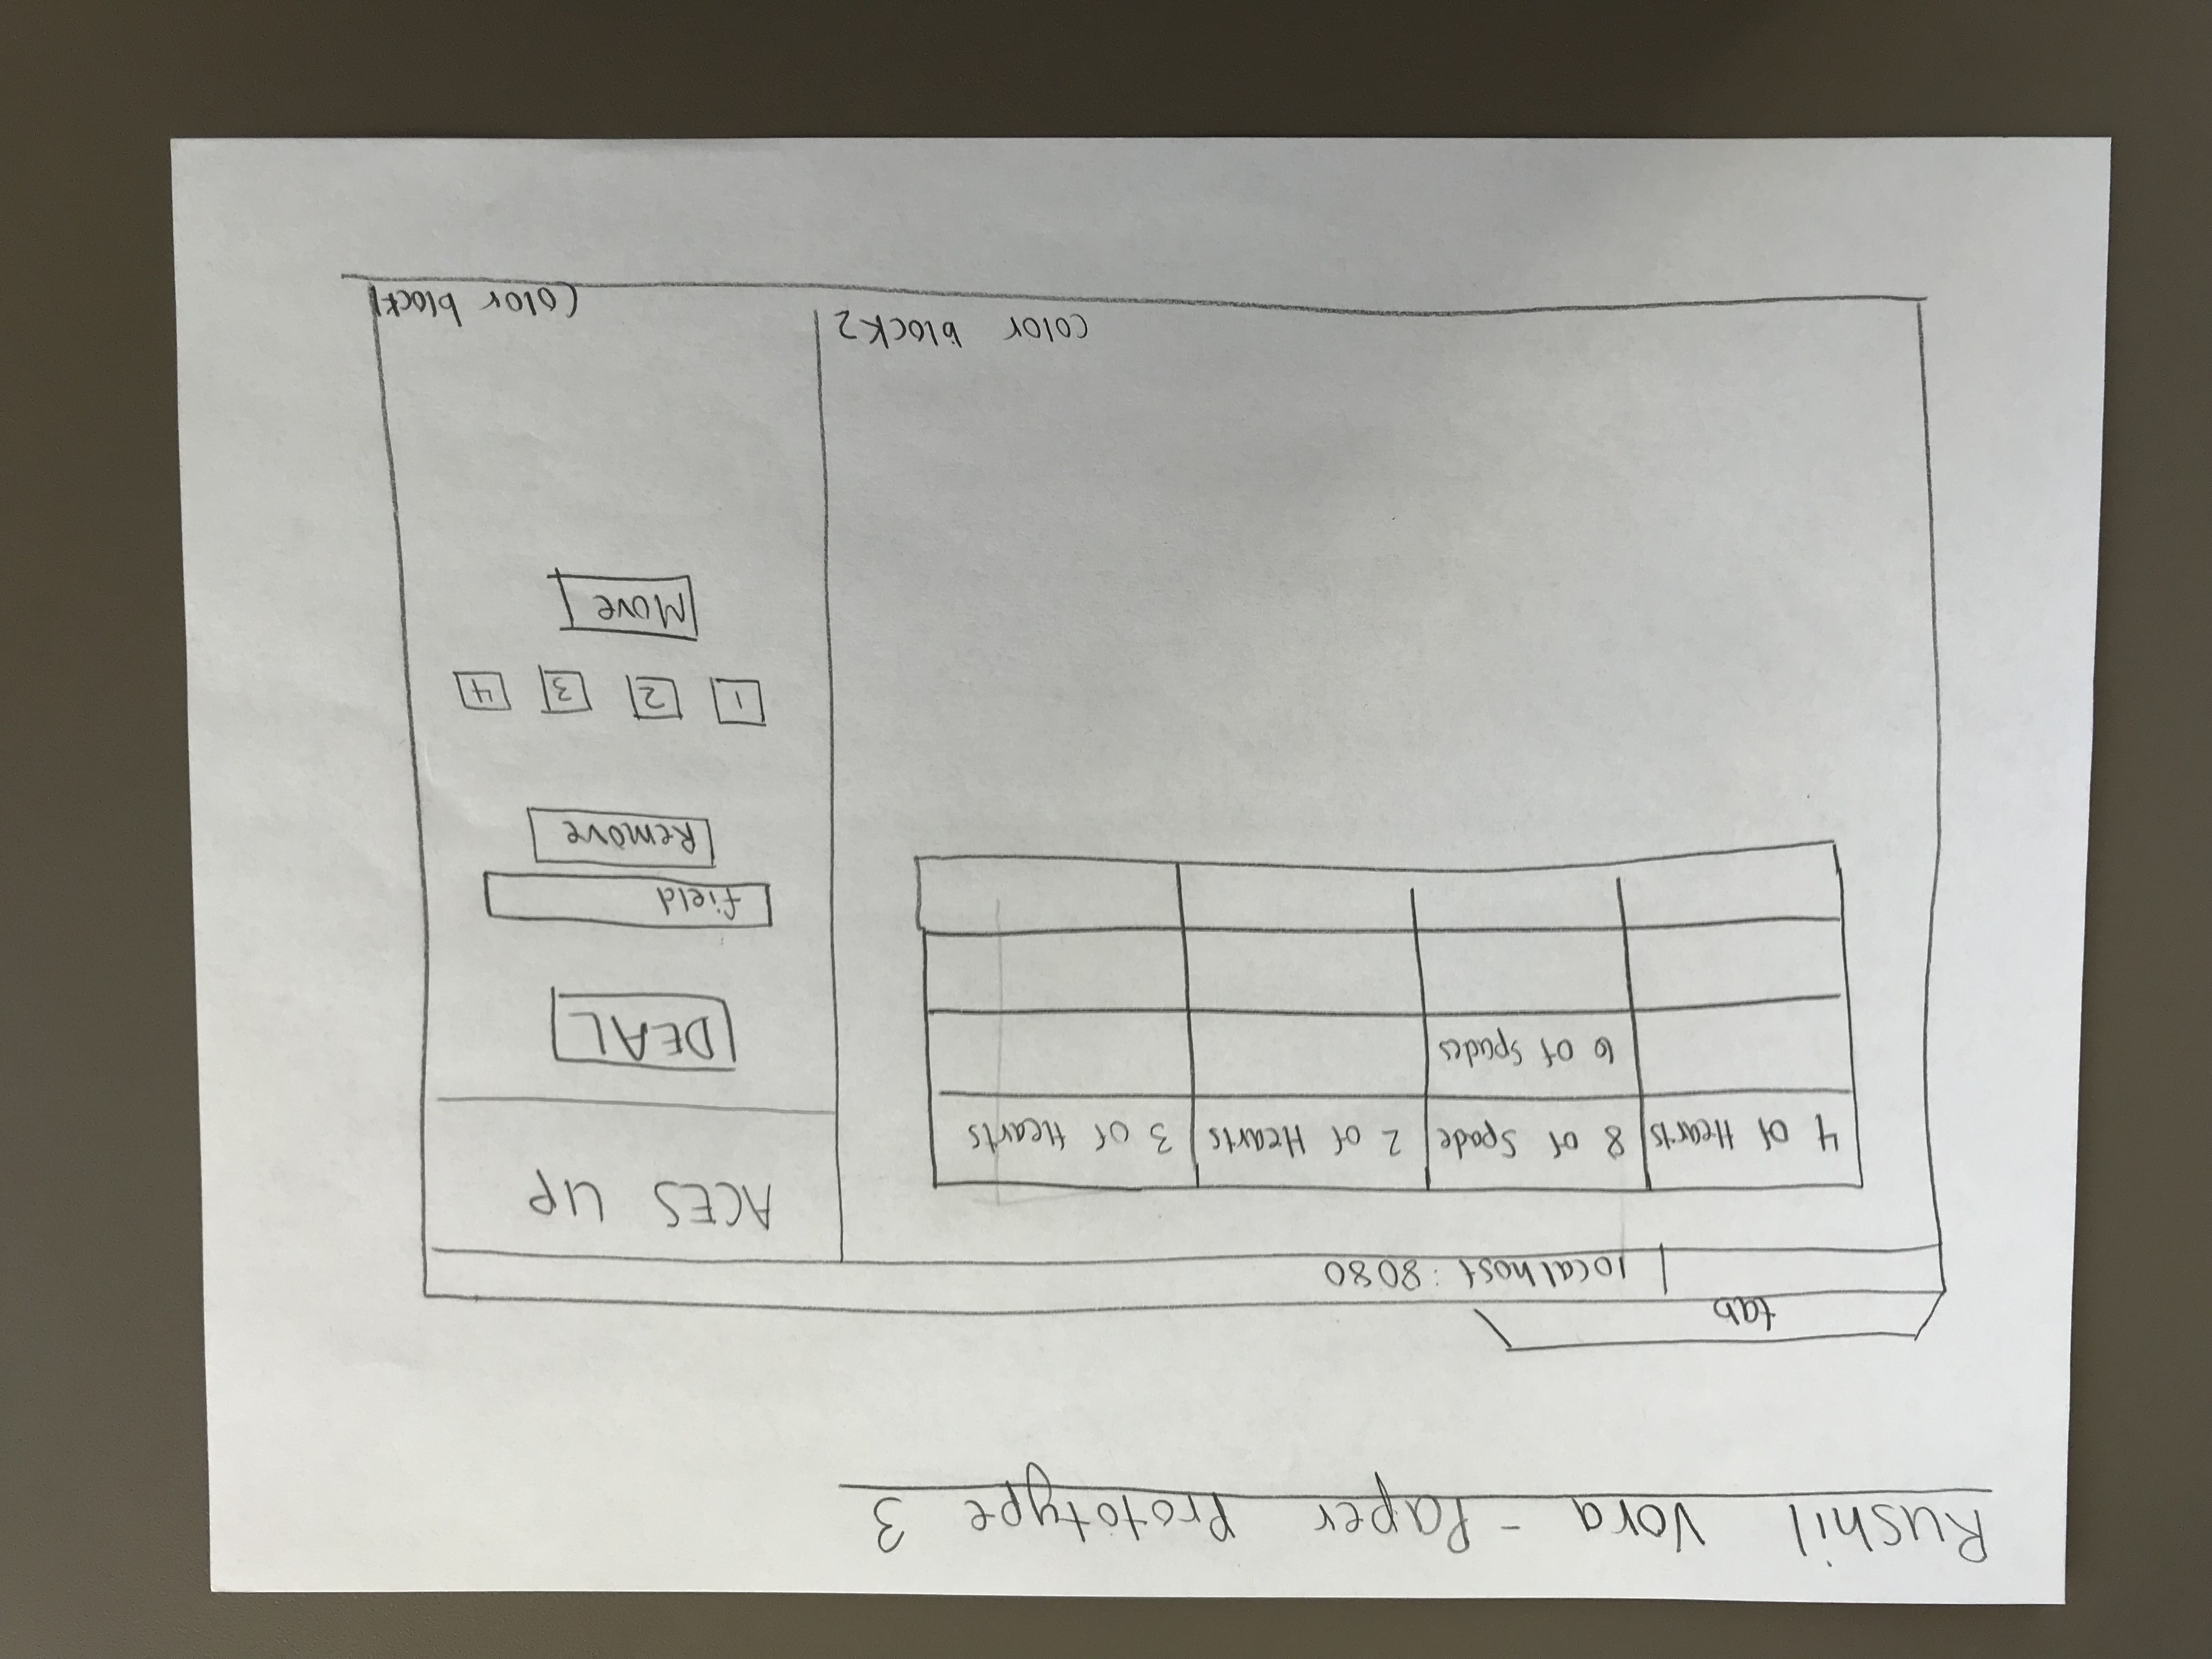 Rushil Vora - Paper Prototype 3
tab
localhost:8080
4 of Hearts 8 of Spade 2 of Hearts 3 of Hearts
6 of Spades
ACES UP
DEAL
field
Remove
1 2 3 4
Move
color block2
color block1